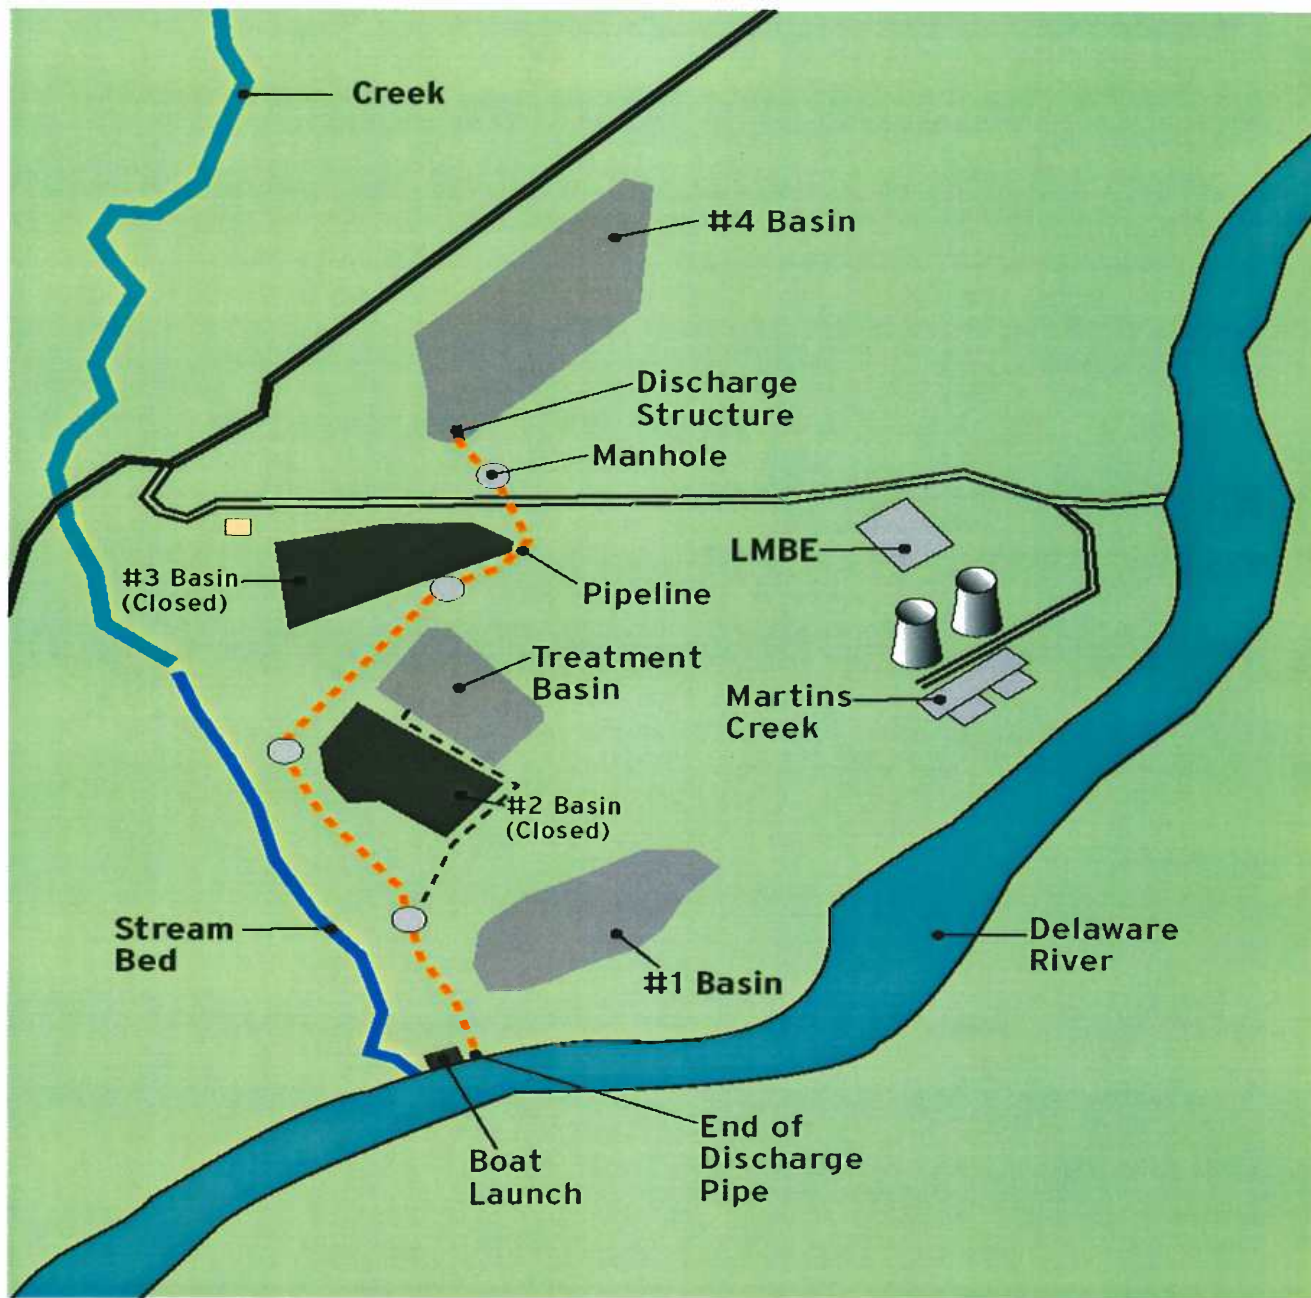 Creek
#4 Basin
Discharge
Structure
Manhole
LMBE
#3 Basin
(Closed)
Pipeline
Treatment
Basin
Martins
Creek
#2 Basin
(Closed)
Stream
Bed
#1 Basin
Delaware
River
End of
Discharge
Pipe
Boat
Launch